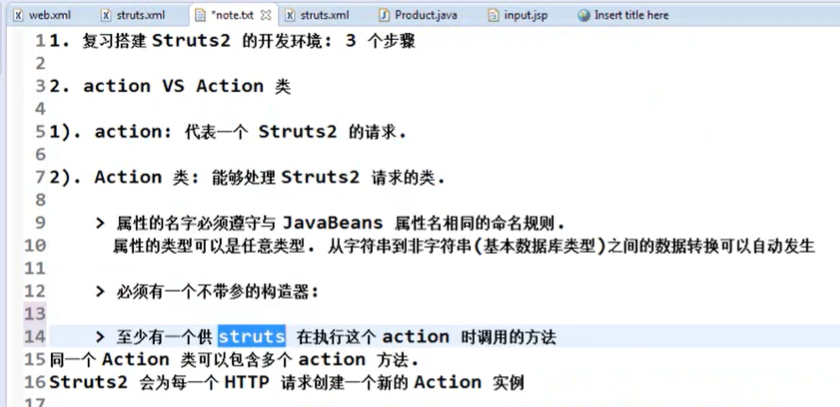 web.xml struts.xml *note.txt struts.xml Product.java input.jsp Insert title here
1 1. 复习搭建 Struts2 的开发环境: 3 个步骤
2
3 2. action VS Action 类
4
5 1). action: 代表一个 Struts2 的请求.
6
7 2). Action 类: 能够处理 Struts2 请求的类.
8
9 > 属性的名字必须遵守与 JavaBeans 属性名相同的命名规则.
10 属性的类型可以是任意类型. 从字符串到非字符串(基本数据库类型)之间的数据转换可以自动发生
11
12 > 必须有一个不带参的构造器:
13
14 > 至少有一个供 struts 在执行这个 action 时调用的方法
15 同一个 Action 类可以包含多个 action 方法.
16 Struts2 会为每一个 HTTP 请求创建一个新的 Action 实例
17